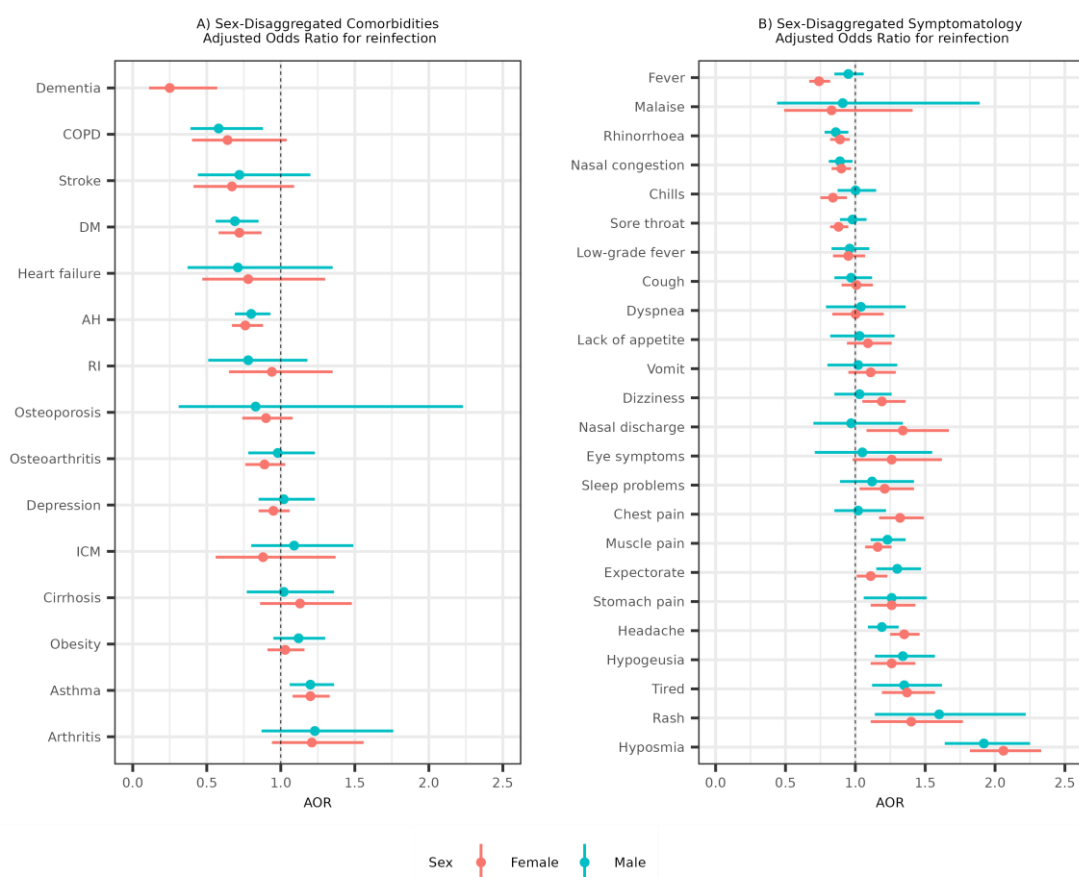 A) Sex-Disaggregated Comorbidities
Adjusted Odds Ratio for reinfection
Dementia
COPD
Stroke
DM
Heart failure
AH
RI
Osteoporosis
Osteoarthritis
Depression
ICM
Cirrhosis
Obesity
Asthma
Arthritis
0.0 0.5 1.0 1.5 2.0 2.5
AOR
B) Sex-Disaggregated Symptomatology
Adjusted Odds Ratio for reinfection
Fever
Malaise
Rhinorrhoea
Nasal congestion
Chills
Sore throat
Low-grade fever
Cough
Dyspnea
Lack of appetite
Vomit
Dizziness
Nasal discharge
Eye symptoms
Sleep problems
Chest pain
Muscle pain
Expectorate
Stomach pain
Headache
Hypogeusia
Tired
Rash
Hyposmia
0.0 0.5 1.0 1.5 2.0 2.5
AOR
Sex Female Male